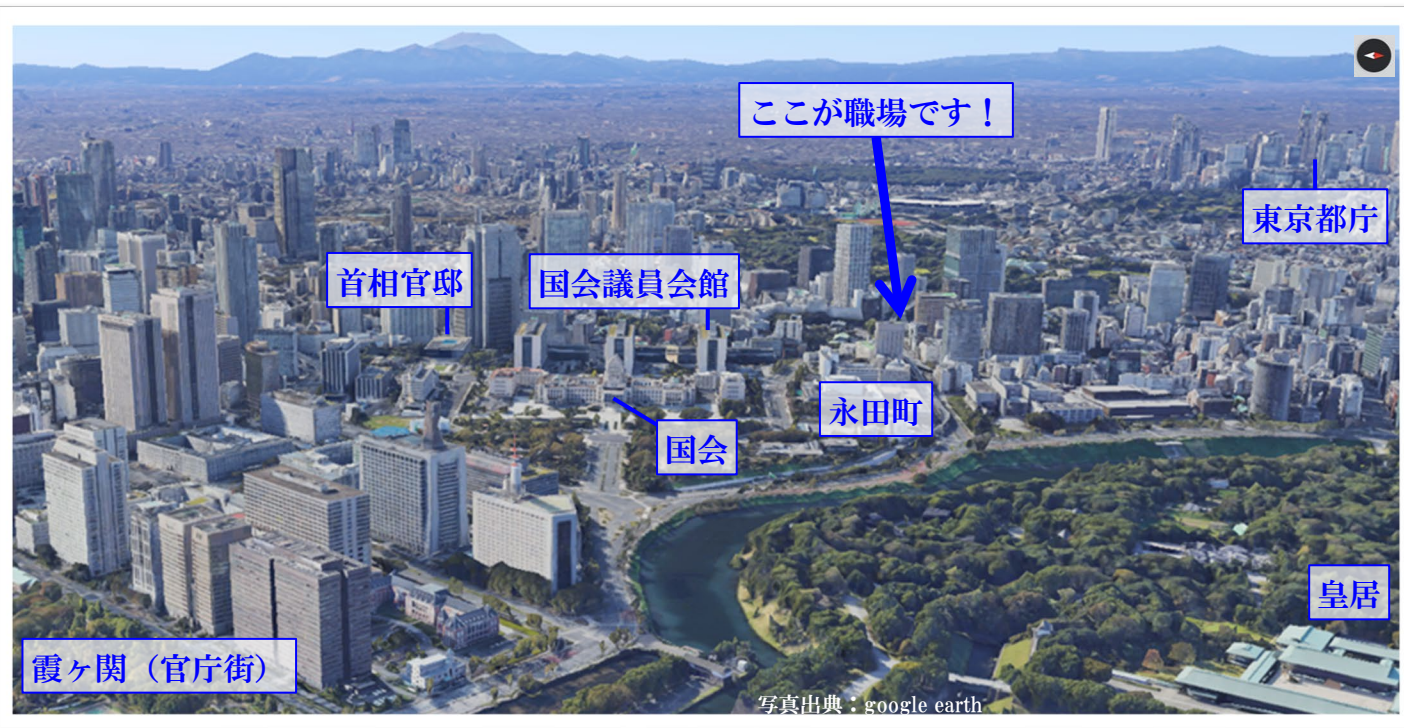 ここが職場です！
東京都庁
首相官邸
国会議員会館
永田町
国会
皇居
霞ヶ関（官庁街）
写真出典：google earth